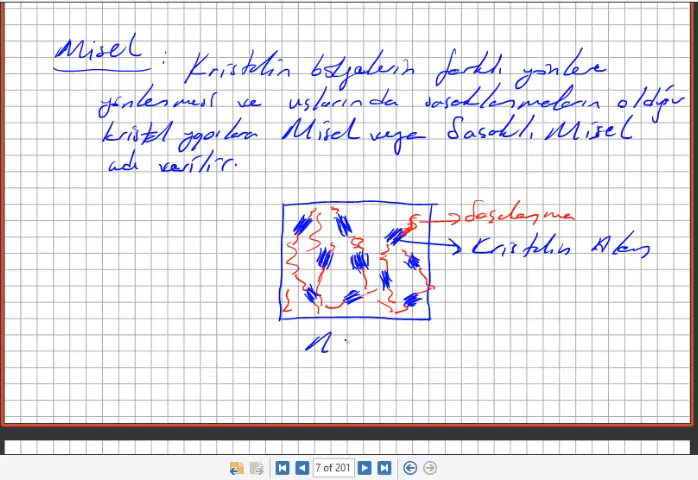 Misel : Kristalin bölgelerin farklı yönlere
yönlenmesi ve uçlarında saçaklanmaların olduğu
kristal yapılara Misel veya Saçaklı Misel
adı verilir.
Saçaklaşma
Kristalin Alan
7 of 201